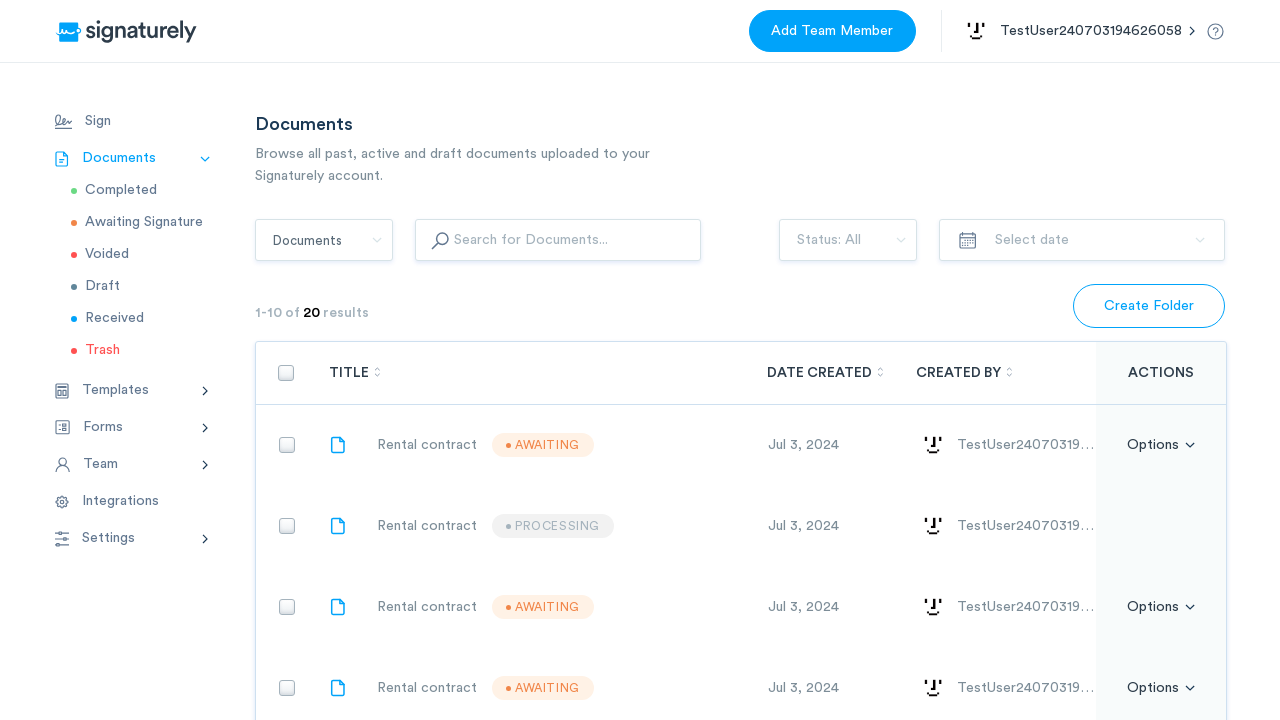 signaturely
Add Team Member
TestUser240703194626058
Sign
Documents
Completed
Awaiting Signature
Voided
Draft
Received
Trash
Templates
Forms
Team
Integrations
Settings
Documents
Browse all past, active and draft documents uploaded to your
Signaturely account.
Documents
Search for Documents...
Status: All
Select date
1-10 of 20 results
Create Folder
TITLE DATE CREATED CREATED BY ACTIONS
Rental contract AWAITING Jul 3, 2024 TestUser24070319... Options
Rental contract PROCESSING Jul 3, 2024 TestUser24070319...
Rental contract AWAITING Jul 3, 2024 TestUser24070319... Options
Rental contract AWAITING Jul 3, 2024 TestUser24070319... Options